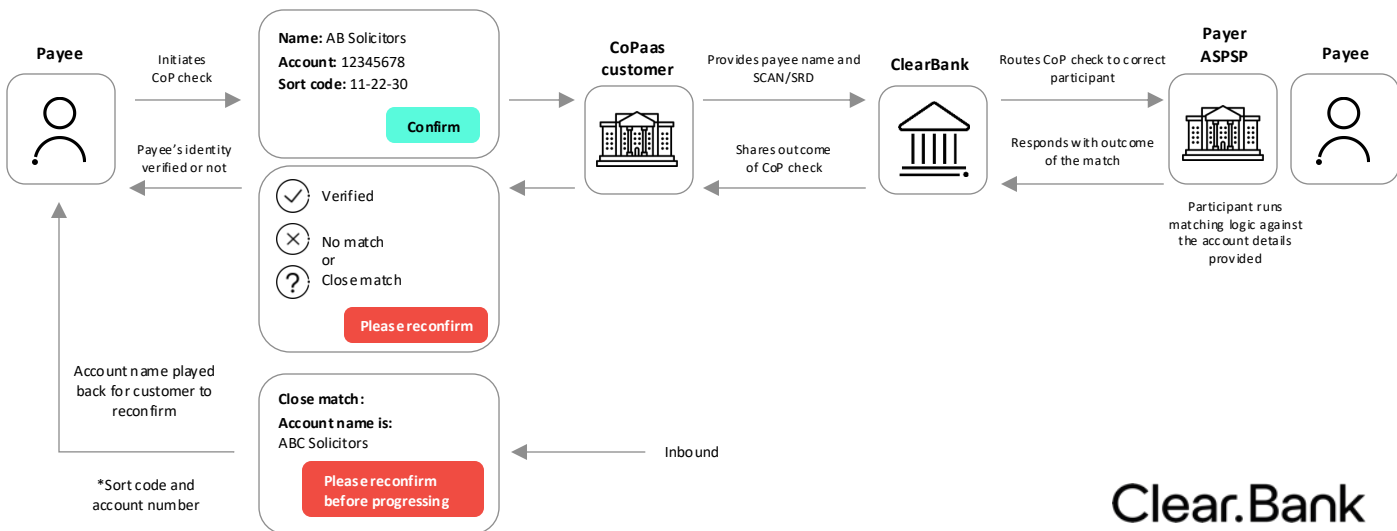 Payee
Initiates
CoP check
Name: AB Solicitors
Account: 12345678
Sort code: 11-22-30
Confirm
CoPaas
customer
Provides payee name and
SCAN/SRD
ClearBank
Routes CoP check to correct
participant
Payer
ASPSP
Payee
Payee's identity
verified or not
Verified
No match
or
Close match
Please reconfirm
Shares outcome
of CoP check
Responds with outcome
of the match
Participant runs
matching logic against
the account details
provided
Account name played
back for customer to
reconfirm
Close match:
Account name is:
ABC Solicitors
Please reconfirm
before progressing
Inbound
*Sort code and
account number
Clear.Bank